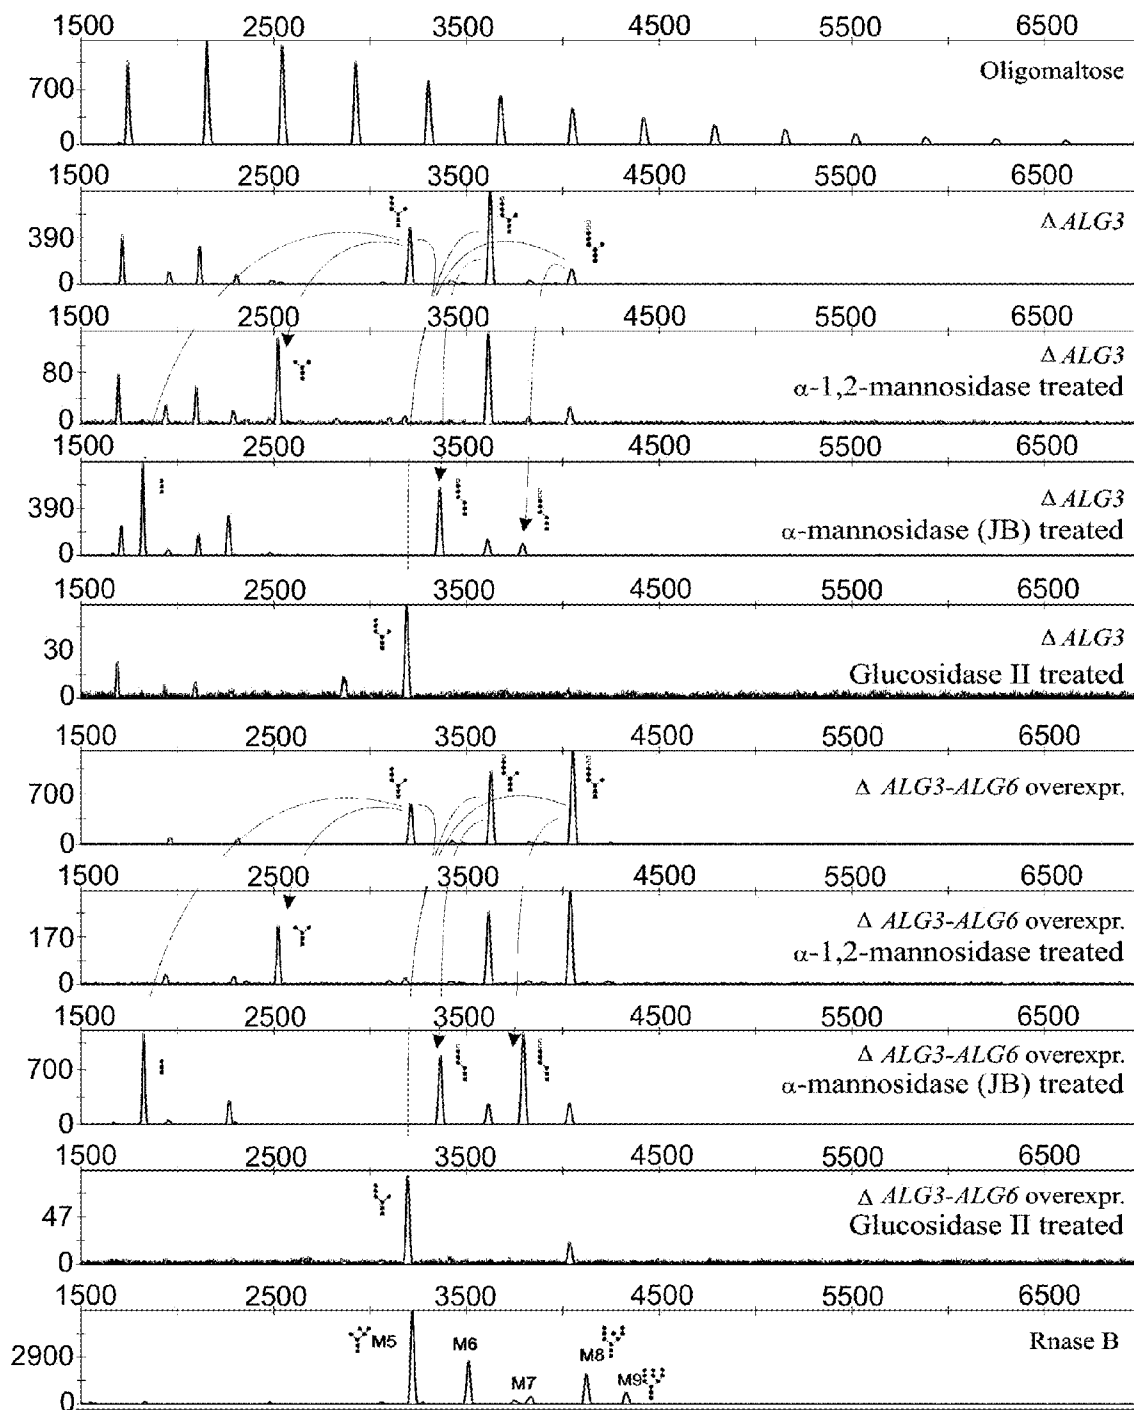 1500 2500 3500 4500 5500 6500
Oligomaltose
700
0
1500 2500 3500 4500 5500 6500
Δ ALG3
390
0
1500 2500 3500 4500 5500 6500
Δ ALG3
80
α-1,2-mannosidase treated
0
1500 2500 3500 4500 5500 6500
Δ ALG3
390
α-mannosidase (JB) treated
0
1500 2500 3500 4500 5500 6500
Δ ALG3
30
Glucosidase II treated
0
1500 2500 3500 4500 5500 6500
Δ ALG3-ALG6 overexpr.
700
0
1500 2500 3500 4500 5500 6500
Δ ALG3-ALG6 overexpr.
170
α-1,2-mannosidase treated
0
1500 2500 3500 4500 5500 6500
Δ ALG3-ALG6 overexpr.
700
α-mannosidase (JB) treated
0
1500 2500 3500 4500 5500 6500
Δ ALG3-ALG6 overexpr.
47
Glucosidase II treated
0
1500 2500 3500 4500 5500 6500
M5 M6 M8 Rnase B
2900
M7 M9
0